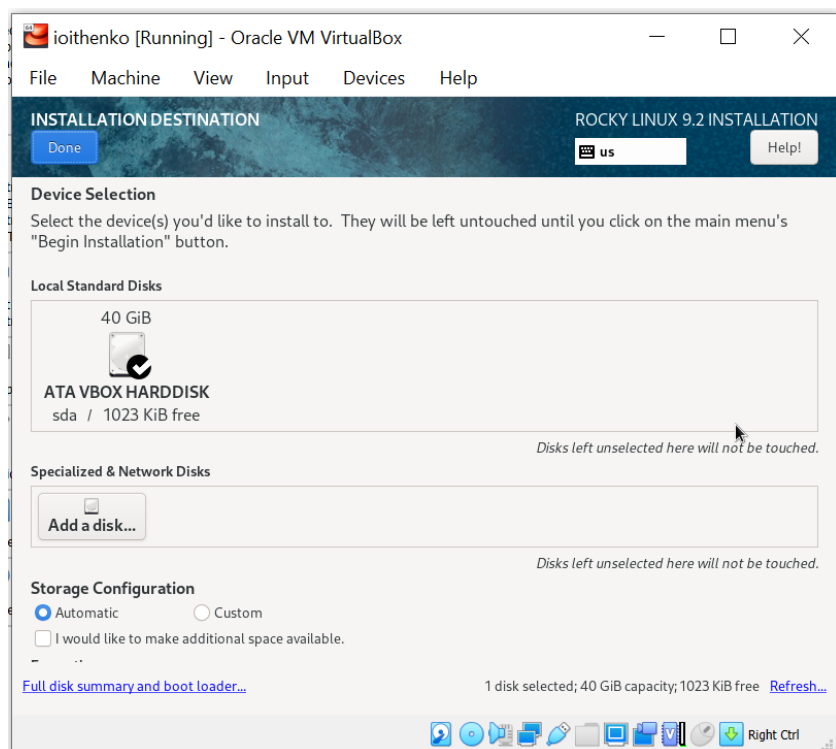 ioithenko [Running] - Oracle VM VirtualBox
File Machine View Input Devices Help
INSTALLATION DESTINATION
ROCKY LINUX 9.2 INSTALLATION
Done
us
Help!
Device Selection
Select the device(s) you'd like to install to. They will be left untouched until you click on the main menu's
"Begin Installation" button.
Local Standard Disks
40 GiB
ATA VBOX HARDDISK
sda / 1023 KiB free
Disks left unselected here will not be touched.
Specialized & Network Disks
Add a disk...
Disks left unselected here will not be touched.
Storage Configuration
Automatic Custom
I would like to make additional space available.
Full disk summary and boot loader...
1 disk selected; 40 GiB capacity; 1023 KiB free Refresh...
Right Ctrl